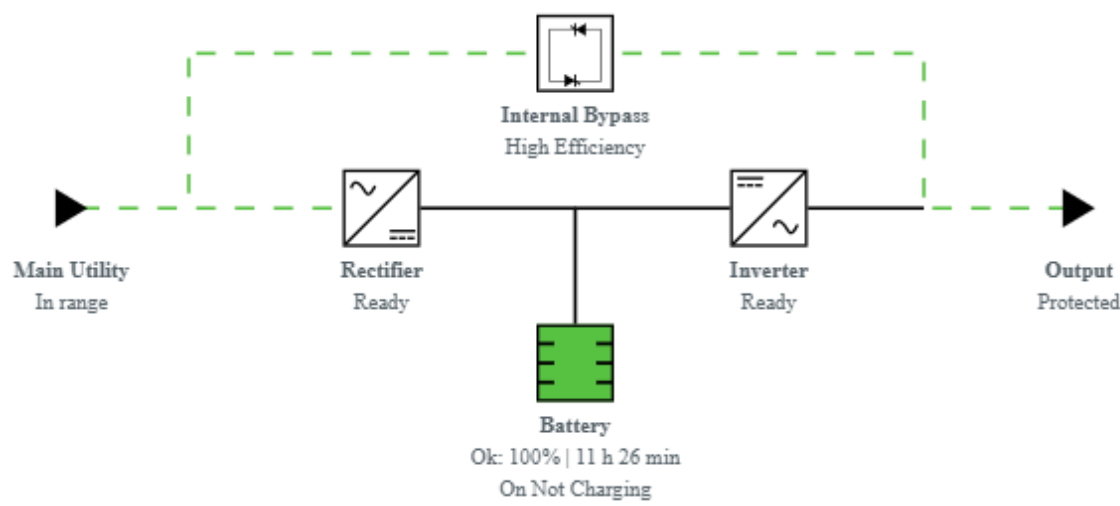 Internal Bypass
High Efficiency
Main Utility
In range
Rectifier
Ready
Inverter
Ready
Output
Protected
Battery
Ok: 100% | 11 h 26 min
On Not Charging